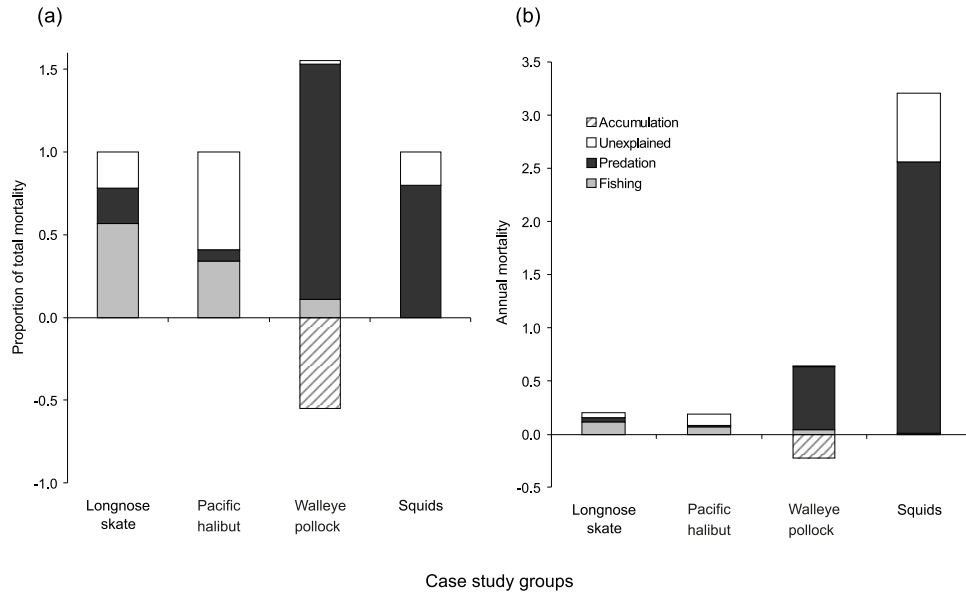 (a)
1.5
1.0
0.5
0.0
-0.5
-1.0
Proportion of total mortality
Longnose skate
Pacific halibut
Walleye pollock
Squids
(b)
3.5
3.0
2.5
2.0
1.5
1.0
0.5
0.0
-0.5
Annual mortality
Accumulation
Unexplained
Predation
Fishing
Longnose skate
Pacific halibut
Walleye pollock
Squids
Case study groups